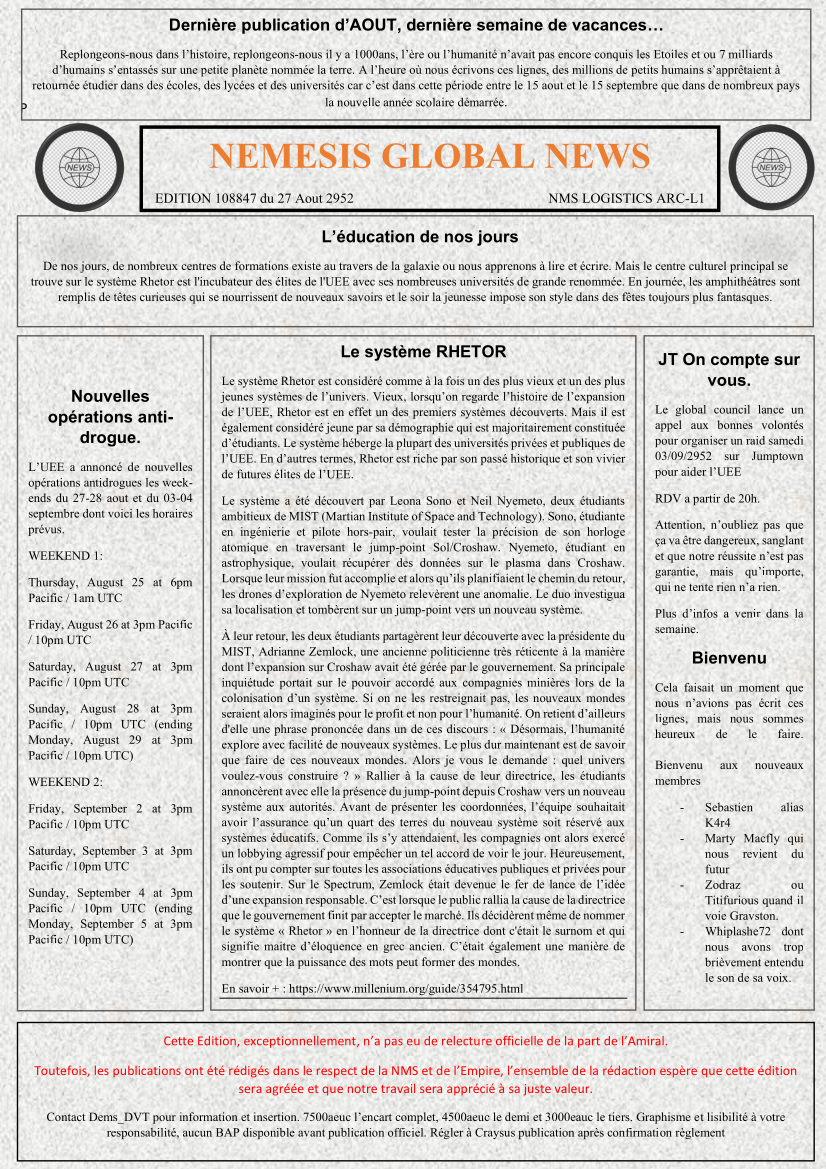 Dernière publication d’AOUT, dernière semaine de vacances…
Replongeons-nous dans l’histoire, replongeons-nous il y a 1000ans, l’ère ou l’humanité n’avait pas encore conquis les Etoiles et ou 7 milliards
d’humains s’entassés sur une petite planète nommée la terre. A l’heure où nous écrivons ces lignes, des millions de petits humains s’apprêtaient à
retournée étudier dans des écoles, des lycées et des universités car c’est dans cette période entre le 15 aout et le 15 septembre que dans de nombreux pays
la nouvelle année scolaire démarrée.
NEWS
NEMESIS GLOBAL NEWS
EDITION 108847 du 27 Aout 2952 NMS LOGISTICS ARC-L1
NEWS
L’éducation de nos jours
De nos jours, de nombreux centres de formations existe au travers de la galaxie ou nous apprenons à lire et écrire. Mais le centre culturel principal se
trouve sur le système Rhetor est l'incubateur des élites de l'UEE avec ses nombreuses universités de grande renommée. En journée, les amphithéâtres sont
remplis de têtes curieuses qui se nourrissent de nouveaux savoirs et le soir la jeunesse impose son style dans des fêtes toujours plus fantasques.
Nouvelles
opérations anti-
drogue.
L’UEE a annoncé de nouvelles
opérations antidrogues les week-
ends du 27-28 aout et du 03-04
septembre dont voici les horaires
prévus.
WEEKEND 1:
Thursday, August 25 at 6pm
Pacific / 1am UTC
Friday, August 26 at 3pm Pacific
/ 10pm UTC
Saturday, August 27 at 3pm
Pacific / 10pm UTC
Sunday, August 28 at 3pm
Pacific / 10pm UTC (ending
Monday, August 29 at 3pm
Pacific / 10pm UTC)
WEEKEND 2:
Friday, September 2 at 3pm
Pacific / 10pm UTC
Saturday, September 3 at 3pm
Pacific / 10pm UTC
Sunday, September 4 at 3pm
Pacific / 10pm UTC (ending
Monday, September 5 at 3pm
Pacific / 10pm UTC)
Le système RHETOR
Le système Rhetor est considéré comme à la fois un des plus vieux et un des plus
jeunes systèmes de l’univers. Vieux, lorsqu’on regarde l’histoire de l’expansion
de l’UEE, Rhetor est en effet un des premiers systèmes découverts. Mais il est
également considéré jeune par sa démographie qui est majoritairement constituée
d’étudiants. Le système héberge la plupart des universités privées et publiques de
l’UEE. En d’autres termes, Rhetor est riche par son passé historique et son vivier
de futures élites de l’UEE.
Le système a été découvert par Leona Sono et Neil Nyemeto, deux étudiants
ambitieux de MIST (Martian Institute of Space and Technology). Sono, étudiante
en ingénierie et pilote hors-pair, voulait tester la précision de son horloge
atomique en traversant le jump-point Sol/Croshaw. Nyemeto, étudiant en
astrophysique, voulait récupérer des données sur le plasma dans Croshaw.
Lorsque leur mission fut accomplie et alors qu’ils planifiaient le chemin du retour,
les drones d’exploration de Nyemeto relevèrent une anomalie. Le duo investigua
sa localisation et tombèrent sur un jump-point vers un nouveau système.
À leur retour, les deux étudiants partagèrent leur découverte avec la présidente du
MIST, Adrianne Zemlock, une ancienne politicienne très réticente à la manière
dont l’expansion sur Croshaw avait été gérée par le gouvernement. Sa principale
inquiétude portait sur le pouvoir accordé aux compagnies minières lors de la
colonisation d’un système. Si on ne les restreignait pas, les nouveaux mondes
seraient alors imaginés pour le profit et non pour l’humanité. On retient d’ailleurs
d'elle une phrase prononcée dans un de ces discours : « Désormais, l’humanité
explore avec facilité de nouveaux systèmes. Le plus dur maintenant est de savoir
que faire de ces nouveaux mondes. Alors je vous le demande : quel univers
voulez-vous construire ? » Rallier à la cause de leur directrice, les étudiants
annoncèrent avec elle la présence du jump-point depuis Croshaw vers un nouveau
système aux autorités. Avant de présenter les coordonnées, l’équipe souhaitait
avoir l’assurance qu’un quart des terres du nouveau système soit réservé aux
systèmes éducatifs. Comme ils s’y attendaient, les compagnies ont alors exercé
un lobbying agressif pour empêcher un tel accord de voir le jour. Heureusement,
ils ont pu compter sur toutes les associations éducatives publiques et privées pour
les soutenir. Sur le Spectrum, Zemlock était devenue le fer de lance de l’idée
d’une expansion responsable. C’est lorsque le public rallia la cause de la directrice
que le gouvernement finit par accepter le marché. Ils décidèrent même de nommer
le système « Rhetor » en l’honneur de la directrice dont c'était le surnom et qui
signifie maitre d’éloquence en grec ancien. C’était également une manière de
montrer que la puissance des mots peut former des mondes.
En savoir + : https://www.millenium.org/guide/354795.html
JT On compte sur
vous.
Le global council lance un
appel aux bonnes volontés
pour organiser un raid samedi
03/09/2952 sur Jumptown
pour aider l’UEE
RDV a partir de 20h.
Attention, n’oubliez pas que
ça va être dangereux, sanglant
et que notre réussite n’est pas
garantie, mais qu’importe,
qui ne tente rien n’a rien.
Plus d’infos a venir dans la
semaine.
Bienvenu
Cela faisait un moment que
nous n’avions pas écrit ces
lignes, mais nous sommes
heureux de le faire.
Bienvenu aux nouveaux
membres
- Sebastien alias
K4r4
- Marty Macfly qui
nous revient du
futur
- Zodraz ou
Titifurious quand il
voie Gravston.
- Whiplashe72 dont
nous avons trop
brièvement entendu
le son de sa voix.
Cette Edition, exceptionnellement, n’a pas eu de relecture officielle de la part de l’Amiral.
Toutefois, les publications ont été rédigés dans le respect de la NMS et de l’Empire, l’ensemble de la rédaction espère que cette édition
sera agréée et que notre travail sera apprécié à sa juste valeur.
Contact Dems_DVT pour information et insertion. 7500aeuc l’encart complet, 4500aeuc le demi et 3000eauc le tiers. Graphisme et lisibilité à votre
responsabilité, aucun BAP disponible avant publication officiel. Régler à Craysus publication après confirmation règlement